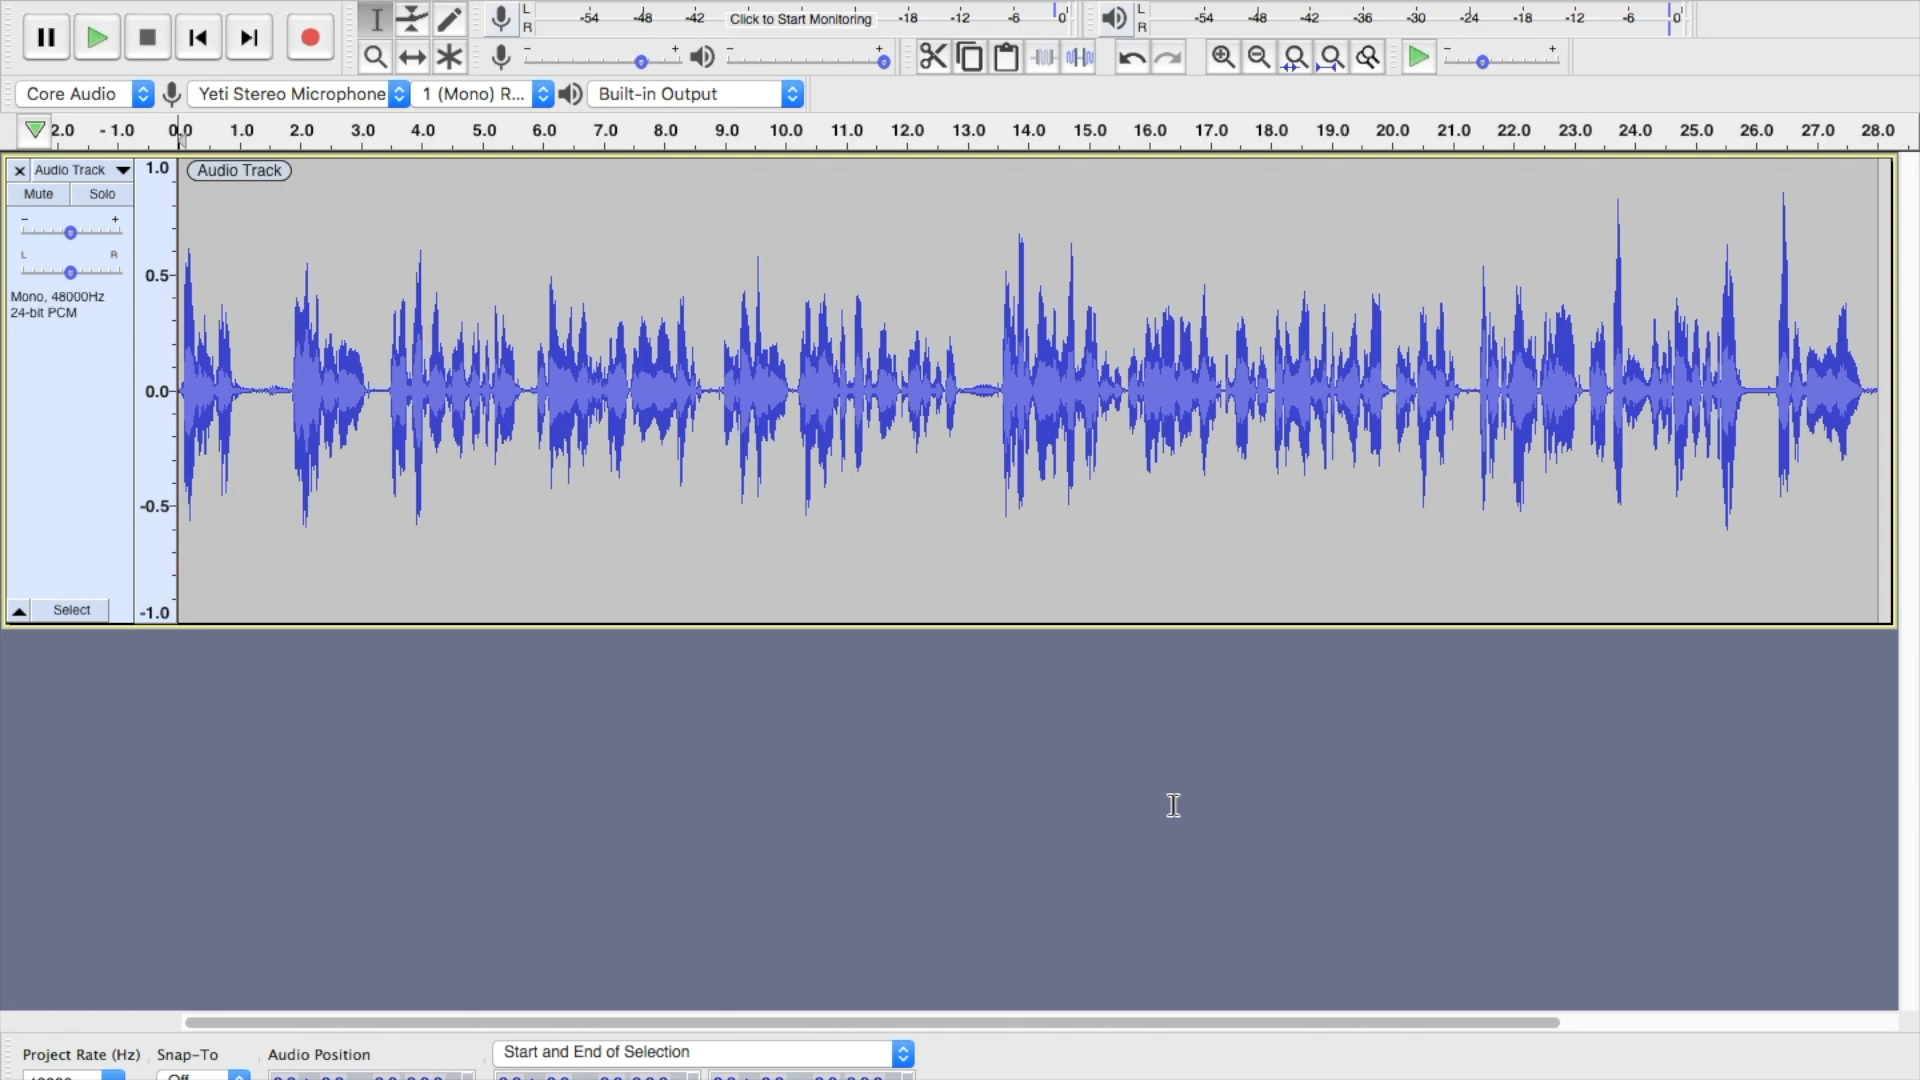 L
R
-54 -48 -42 Click to Start Monitoring -18 -12 -6 0
L
R
-54 -48 -42 -36 -30 -24 -18 -12 -6 0
- +
- +
- +
Core Audio Yeti Stereo Microphone 1 (Mono) R... Built-in Output
2.0 - 1.0 0.0 1.0 2.0 3.0 4.0 5.0 6.0 7.0 8.0 9.0 10.0 11.0 12.0 13.0 14.0 15.0 16.0 17.0 18.0 19.0 20.0 21.0 22.0 23.0 24.0 25.0 26.0 27.0 28.0
Audio Track
Mute Solo
- +
L R
Mono, 48000Hz
24-bit PCM
Select
1.0
0.5-
0.0-
-0.5-
-1.0
Audio Track
Project Rate (Hz) Snap-To Audio Position Start and End of Selection
Off